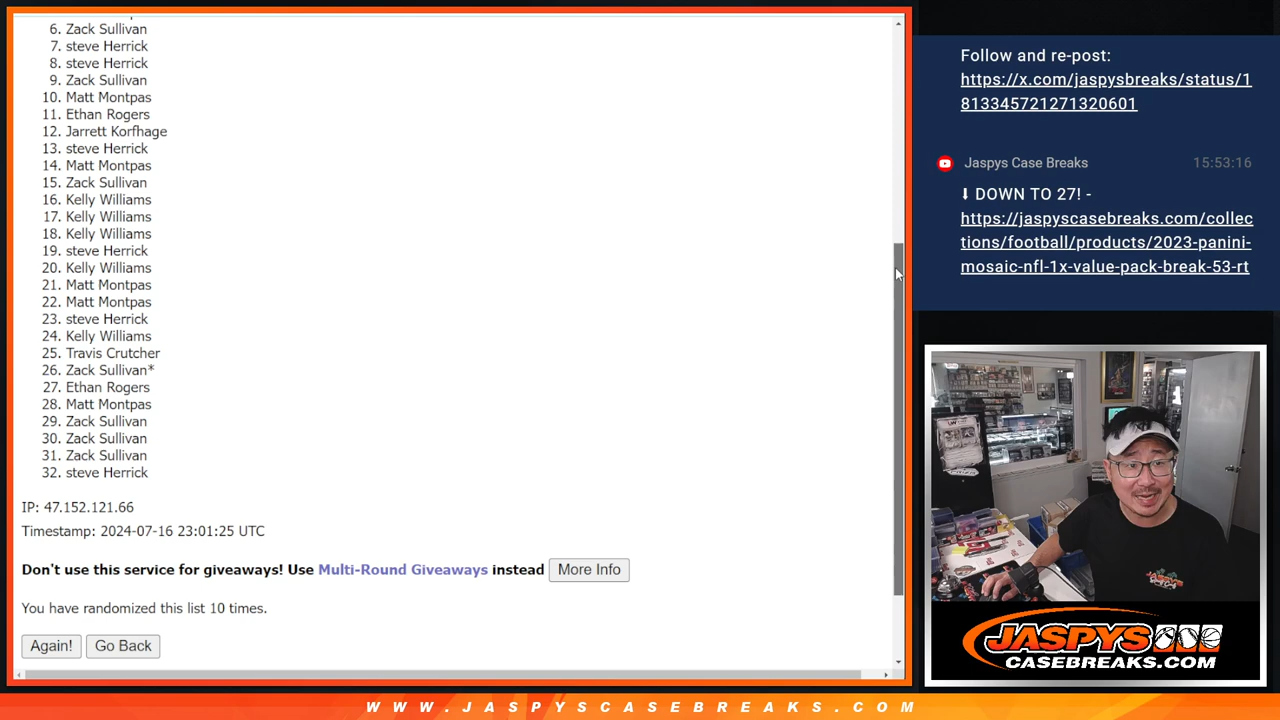 6. Zack Sullivan
7. steve Herrick
8. steve Herrick
9. Zack Sullivan
10. Matt Montpas
11. Ethan Rogers
12. Jarrett Korfhage
13. steve Herrick
14. Matt Montpas
15. Zack Sullivan
16. Kelly Williams
17. Kelly Williams
18. Kelly Williams
19. steve Herrick
20. Kelly Williams
21. Matt Montpas
22. Matt Montpas
23. steve Herrick
24. Kelly Williams
25. Travis Crutcher
26. Zack Sullivan*
27. Ethan Rogers
28. Matt Montpas
29. Zack Sullivan
30. Zack Sullivan
31. Zack Sullivan
32. steve Herrick
IP: 47.152.121.66
Timestamp: 2024-07-16 23:01:25 UTC
Don't use this service for giveaways! Use Multi-Round Giveaways instead More Info
You have randomized this list 10 times.
Again! Go Back
Follow and re-post:
https://x.com/jaspysbreaks/status/1
813345721271320601
Jaspys Case Breaks 15:53:16
⬇ DOWN TO 27! -
https://jaspyscasebreaks.com/collec
tions/football/products/2023-panini-
mosaic-nfl-1x-value-pack-break-53-rt
JASPYS
CASEBREAKS.COM
WWW.JASPYSCASEBREAKS.COM